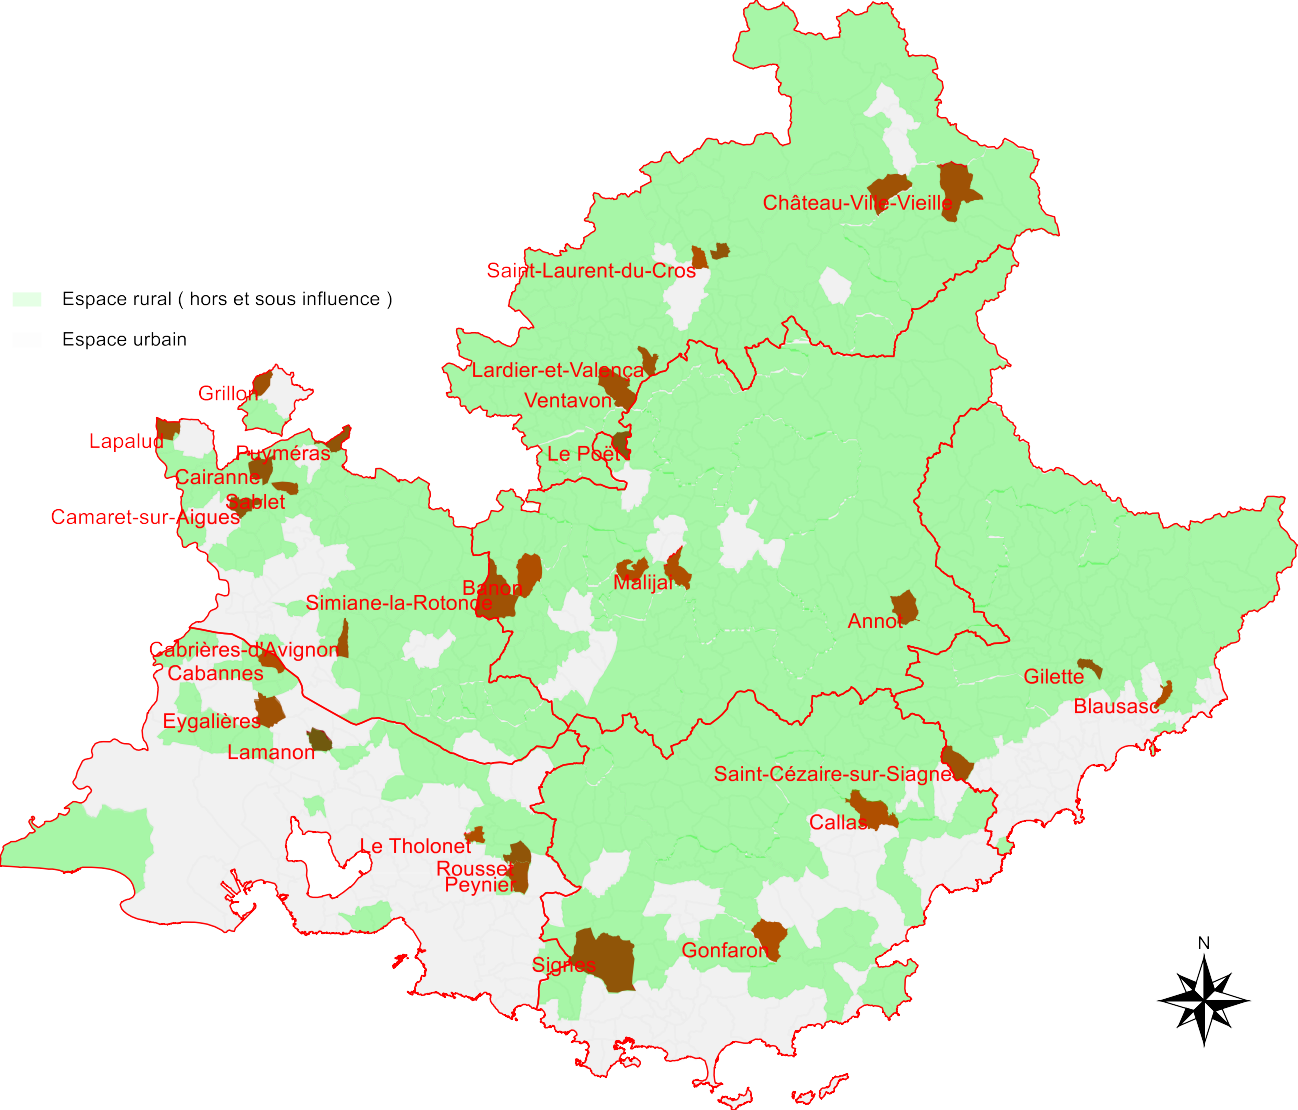 Château-Ville-Vieille
Saint-Laurent-du-Cros
Espace rural ( hors et sous influence )
Espace urbain
Lardier-et-Valença
Grillon
Ventavon
Lapalud
Puyméras
Le Poët
Cairanne
Sablet
Camaret-sur-Aigues
Malijai
Banon
Simiane-la-Rotonde
Annot
Cabrières-d'Avignon
Cabannes
Gilette
Blausasc
Eygalières
Lamanon
Saint-Cézaire-sur-Siagne
Callas
Le Tholonet
Rousset
Peynier
N
Gonfaron
Signes